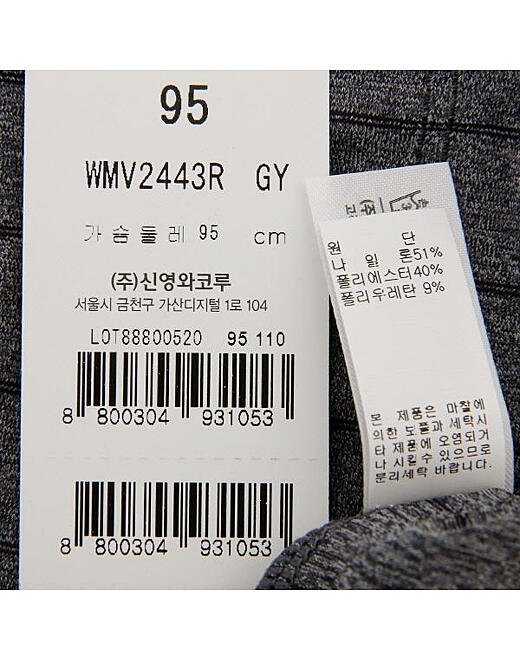 95
WMV2443R GY
가슴둘레 95 cm
(주)신영와코루
서울시 금천구 가산디지털 1로 104
LOT88800520 95 110
8 800304 931053
8 800304 931053
원 단
나 일 론51%
폴리에스터40%
폴리우레탄 9%
본 제품은 마찰에
의한 도플과 세탁시
타 제품에 오염되거
나 시킬수 있으므로
분리세탁 바랍니다.